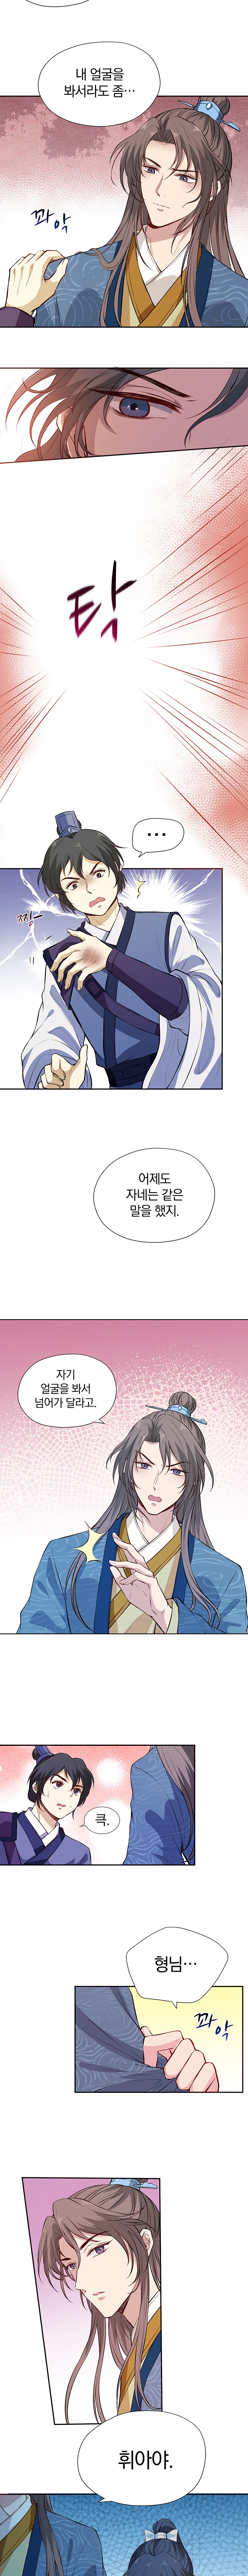 내 얼굴을
봐서라도 좀…
꽈악
탁
…
찡—
어제도
자네는 같은
말을 했지.
자기
얼굴을 봐서
넘어가 달라고.
큭.
형님…
꽈악
휘아야.